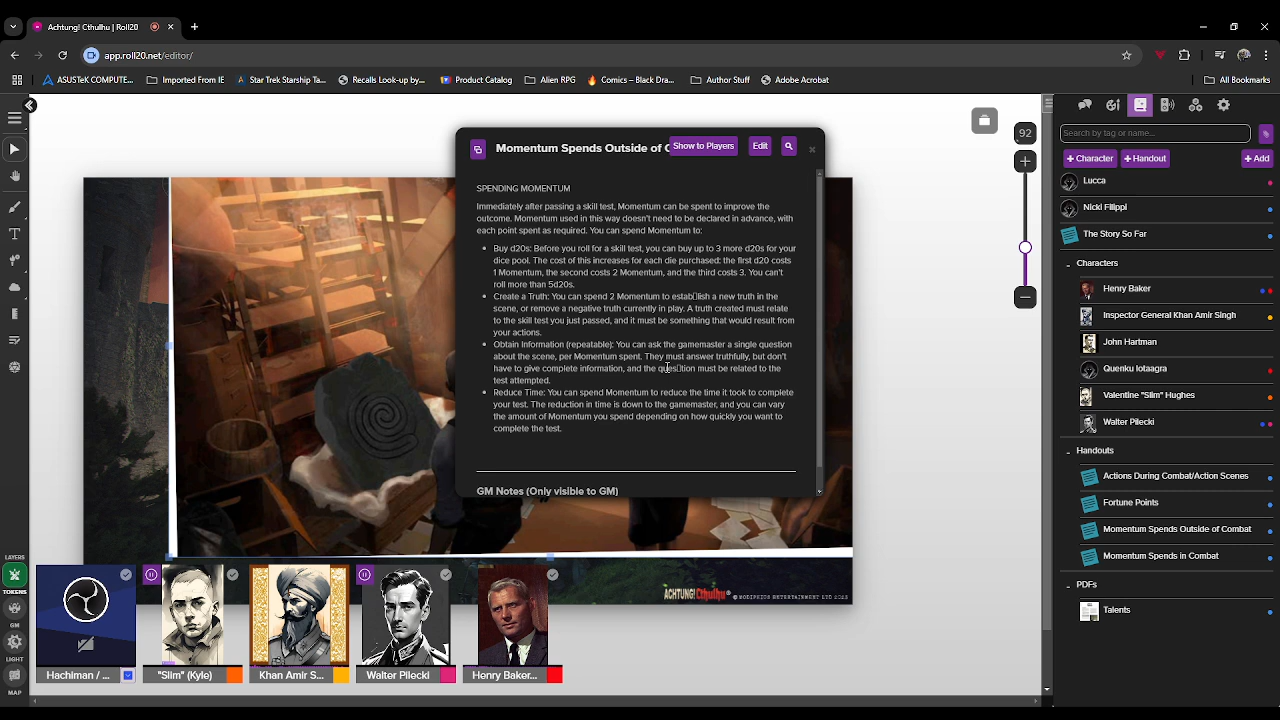 Achtung! Cthulhu | Roll20
app.roll20.net/editor/
ASUSTeK COMPUTE...
Imported From IE
Star Trek Starship Ta...
Recalls Look-up by...
Product Catalog
Alien RPG
Comics – Black Dra...
Author Stuff
Adobe Acrobat
All Bookmarks
Momentum Spends Outside of C
Show to Players
Edit
SPENDING MOMENTUM
Immediately after passing a skill test, Momentum can be spent to improve the
outcome. Momentum used in this way doesn't need to be declared in advance, with
each point spent as required. You can spend Momentum to:
• Buy d20s: Before you roll for a skill test, you can buy up to 3 more d20s for your
dice pool. The cost of this increases for each die purchased: the first d20 costs
1 Momentum, the second costs 2 Momentum, and the third costs 3. You can't
roll more than 5d20s.
• Create a Truth: You can spend 2 Momentum to estab▯lish a new truth in the
scene, or remove a negative truth currently in play. A truth created must relate
to the skill test you just passed, and it must be something that would result from
your actions.
• Obtain Information (repeatable): You can ask the gamemaster a single question
about the scene, per Momentum spent. They must answer truthfully, but don't
have to give complete information, and the ques▯tion must be related to the
test attempted.
• Reduce Time: You can spend Momentum to reduce the time it took to complete
your test. The reduction in time is down to the gamemaster, and you can vary
the amount of Momentum you spend depending on how quickly you want to
complete the test.
GM Notes (Only visible to GM)
92
Search by tag or name...
+ Character
+ Handout
+ Add
Lucca
Nicki Filippi
The Story So Far
Characters
Henry Baker
Inspector General Khan Amir Singh
John Hartman
Günenku Iotaagra
Vernon "Slim" Hughes
Walter Pilecki
Handouts
Actions During Combat/Action Scenes
Fortune Points
Momentum Spends Outside of Combat
Momentum Spends in Combat
PDFs
Talents
LAYERS
TOKENS
GM
LIGHT
MAP
ACHTUNG! Cthulhu
© MODIPHIUS ENTERTAINMENT LTD 2023
Hachiman / ...
"Slim" (Kyle)
Khan Amir S...
Walter Pilecki
Henry Baker...